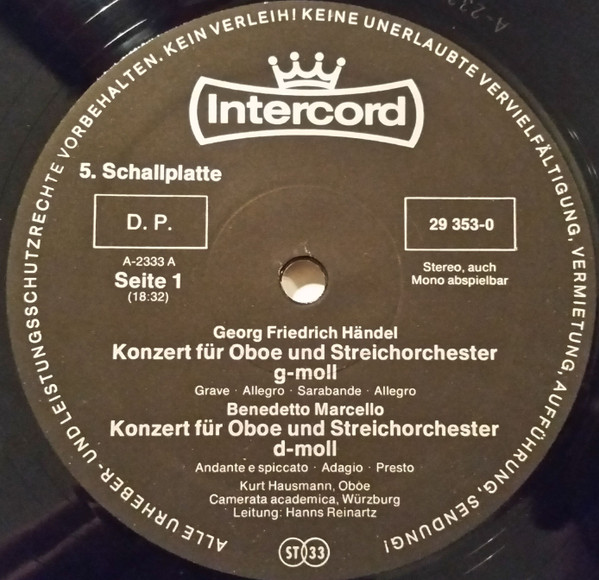 ALLE URHEBER- UND LEISTUNGSSCHUTZRECHTE VORBEHALTEN. KEIN VERLEIH! KEINE UNERLAUBTE VERVIELFÄLTIGUNG, VERMIETUNG, AUFFÜHRUNG, SENDUNG!
Intercord
5. Schallplatte
D. P.
29 353-0
A-2333 A
Seite 1
(18:32)
Stereo, auch
Mono abspielbar
Georg Friedrich Händel
Konzert für Oboe und Streichorchester
g-moll
Grave · Allegro · Sarabande · Allegro
Benedetto Marcello
Konzert für Oboe und Streichorchester
d-moll
Andante e spiccato · Adagio · Presto
Kurt Hausmann, Oboe
Camerata academica, Würzburg
Leitung: Hanns Reinartz
ST 33